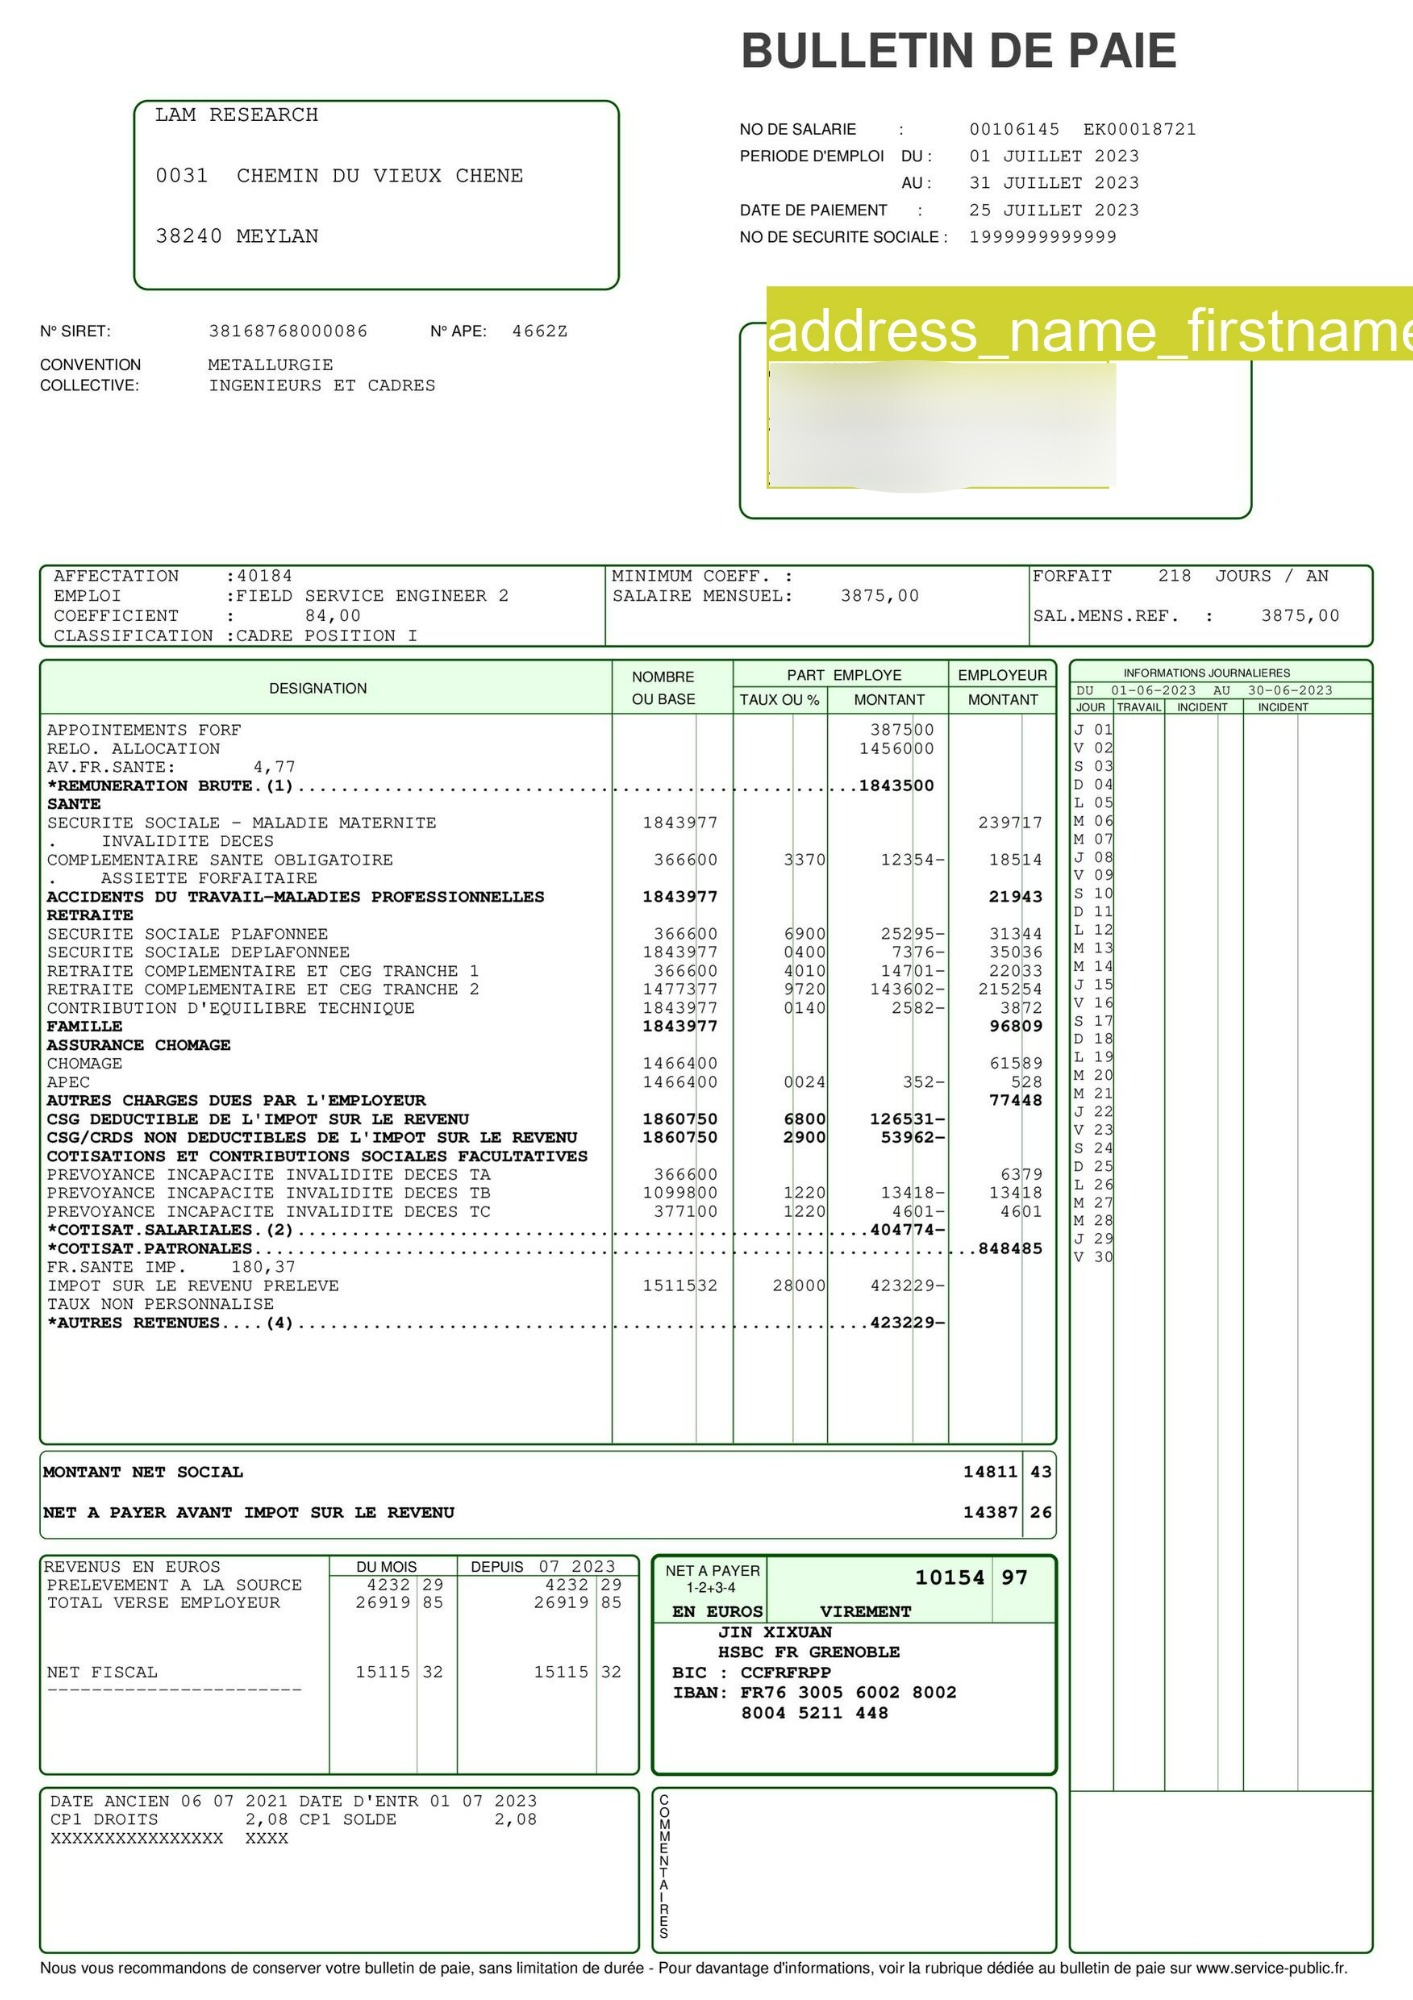 BULLETIN DE PAIE
LAM RESEARCH
0031  CHEMIN DU VIEUX CHENE
38240 MEYLAN
NO DE SALARIE : 00106145  EK00018721
PERIODE D'EMPLOI DU : 01 JUILLET 2023
AU : 31 JUILLET 2023
DATE DE PAIEMENT : 25 JUILLET 2023
NO DE SECURITE SOCIALE : 1999999999999
N° SIRET: 38168768000086 N° APE: 4662Z
CONVENTION METALLURGIE
COLLECTIVE: INGENIEURS ET CADRES
address_name_firstname
AFFECTATION :40184 MINIMUM COEFF. : FORFAIT 218 JOURS / AN
EMPLOI :FIELD SERVICE ENGINEER 2 SALAIRE MENSUEL: 3875,00
COEFFICIENT : 84,00 SAL.MENS.REF. : 3875,00
CLASSIFICATION :CADRE POSITION I
DESIGNATION NOMBRE OU BASE PART EMPLOYE TAUX OU % MONTANT EMPLOYEUR MONTANT
APPOINTEMENTS FORF 387500
RELO. ALLOCATION 1456000
AV.FR.SANTE: 4,77
*REMUNERATION BRUTE.(1)....................................................1843500
SANTE
SECURITE SOCIALE - MALADIE MATERNITE 1843977 239717
. INVALIDITE DECES
COMPLEMENTAIRE SANTE OBLIGATOIRE 366600 3370 12354- 18514
. ASSIETTE FORFAITAIRE
ACCIDENTS DU TRAVAIL-MALADIES PROFESSIONNELLES 1843977 21943
RETRAITE
SECURITE SOCIALE PLAFONNEE 366600 6900 25295- 31344
SECURITE SOCIALE DEPLAFONNEE 1843977 0400 7376- 35036
RETRAITE COMPLEMENTAIRE ET CEG TRANCHE 1 366600 4010 14701- 22033
RETRAITE COMPLEMENTAIRE ET CEG TRANCHE 2 1477377 9720 143602- 215254
CONTRIBUTION D'EQUILIBRE TECHNIQUE 1843977 0140 2582- 3872
FAMILLE 1843977 96809
ASSURANCE CHOMAGE
CHOMAGE 1466400 61589
APEC 1466400 0024 352- 528
AUTRES CHARGES DUES PAR L'EMPLOYEUR 77448
CSG DEDUCTIBLE DE L'IMPOT SUR LE REVENU 1860750 6800 126531-
CSG/CRDS NON DEDUCTIBLES DE L'IMPOT SUR LE REVENU 1860750 2900 53962-
COTISATIONS ET CONTRIBUTIONS SOCIALES FACULTATIVES
PREVOYANCE INCAPACITE INVALIDITE DECES TA 366600 6379
PREVOYANCE INCAPACITE INVALIDITE DECES TB 1099800 1220 13418- 13418
PREVOYANCE INCAPACITE INVALIDITE DECES TC 377100 1220 4601- 4601
*COTISAT.SALARIALES.(2).....................................................404774-
*COTISAT.PATRONALES...................................................................848485
FR.SANTE IMP. 180,37
IMPOT SUR LE REVENU PRELEVE 1511532 28000 423229-
TAUX NON PERSONNALISE
*AUTRES RETENUES....(4).....................................................423229-
INFORMATIONS JOURNALIERES
DU 01-06-2023 AU 30-06-2023
JOUR TRAVAIL INCIDENT INCIDENT
J 01
V 02
S 03
D 04
L 05
M 06
M 07
J 08
V 09
S 10
D 11
L 12
M 13
M 14
J 15
V 16
S 17
D 18
L 19
M 20
M 21
J 22
V 23
S 24
D 25
L 26
M 27
M 28
J 29
V 30
MONTANT NET SOCIAL 14811 43
NET A PAYER AVANT IMPOT SUR LE REVENU 14387 26
REVENUS EN EUROS DU MOIS DEPUIS 07 2023
PRELEVEMENT A LA SOURCE 4232 29 4232 29
TOTAL VERSE EMPLOYEUR 26919 85 26919 85
NET FISCAL 15115 32 15115 32
-----------------------
NET A PAYER 10154 97
1-2+3-4
EN EUROS VIREMENT
JIN XIXUAN
HSBC FR GRENOBLE
BIC : CCFRFRPP
IBAN: FR76 3005 6002 8002
8004 5211 448
DATE ANCIEN 06 07 2021 DATE D'ENTR 01 07 2023
CP1 DROITS 2,08 CP1 SOLDE 2,08
XXXXXXXXXXXXXXXX XXXX
COMMENTAIRES
Nous vous recommandons de conserver votre bulletin de paie, sans limitation de durée - Pour davantage d'informations, voir la rubrique dédiée au bulletin de paie sur www.service-public.fr.